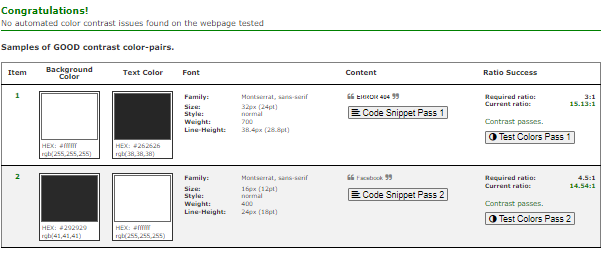 Congratulations!
No automated color contrast issues found on the webpage tested
Samples of GOOD contrast color-pairs.
Item Background Color Text Color Font Content Ratio Success
1
HEX: #ffffff
rgb(255,255,255)
HEX: #262626
rgb(38,38,38)
Family: Montserrat, sans-serif
Size: 32px (24pt)
Style: normal
Weight: 700
Line-Height: 38.4px (28.8pt)
❝ ERROR 404 ❞
Code Snippet Pass 1
Required ratio: 3:1
Current ratio: 15.13:1
Contrast passes.
Test Colors Pass 1
2
HEX: #292929
rgb(41,41,41)
HEX: #ffffff
rgb(255,255,255)
Family: Montserrat, sans-serif
Size: 16px (12pt)
Style: normal
Weight: 400
Line-Height: 24px (18pt)
❝ Facebook ❞
Code Snippet Pass 2
Required ratio: 4.5:1
Current ratio: 14.54:1
Contrast passes.
Test Colors Pass 2